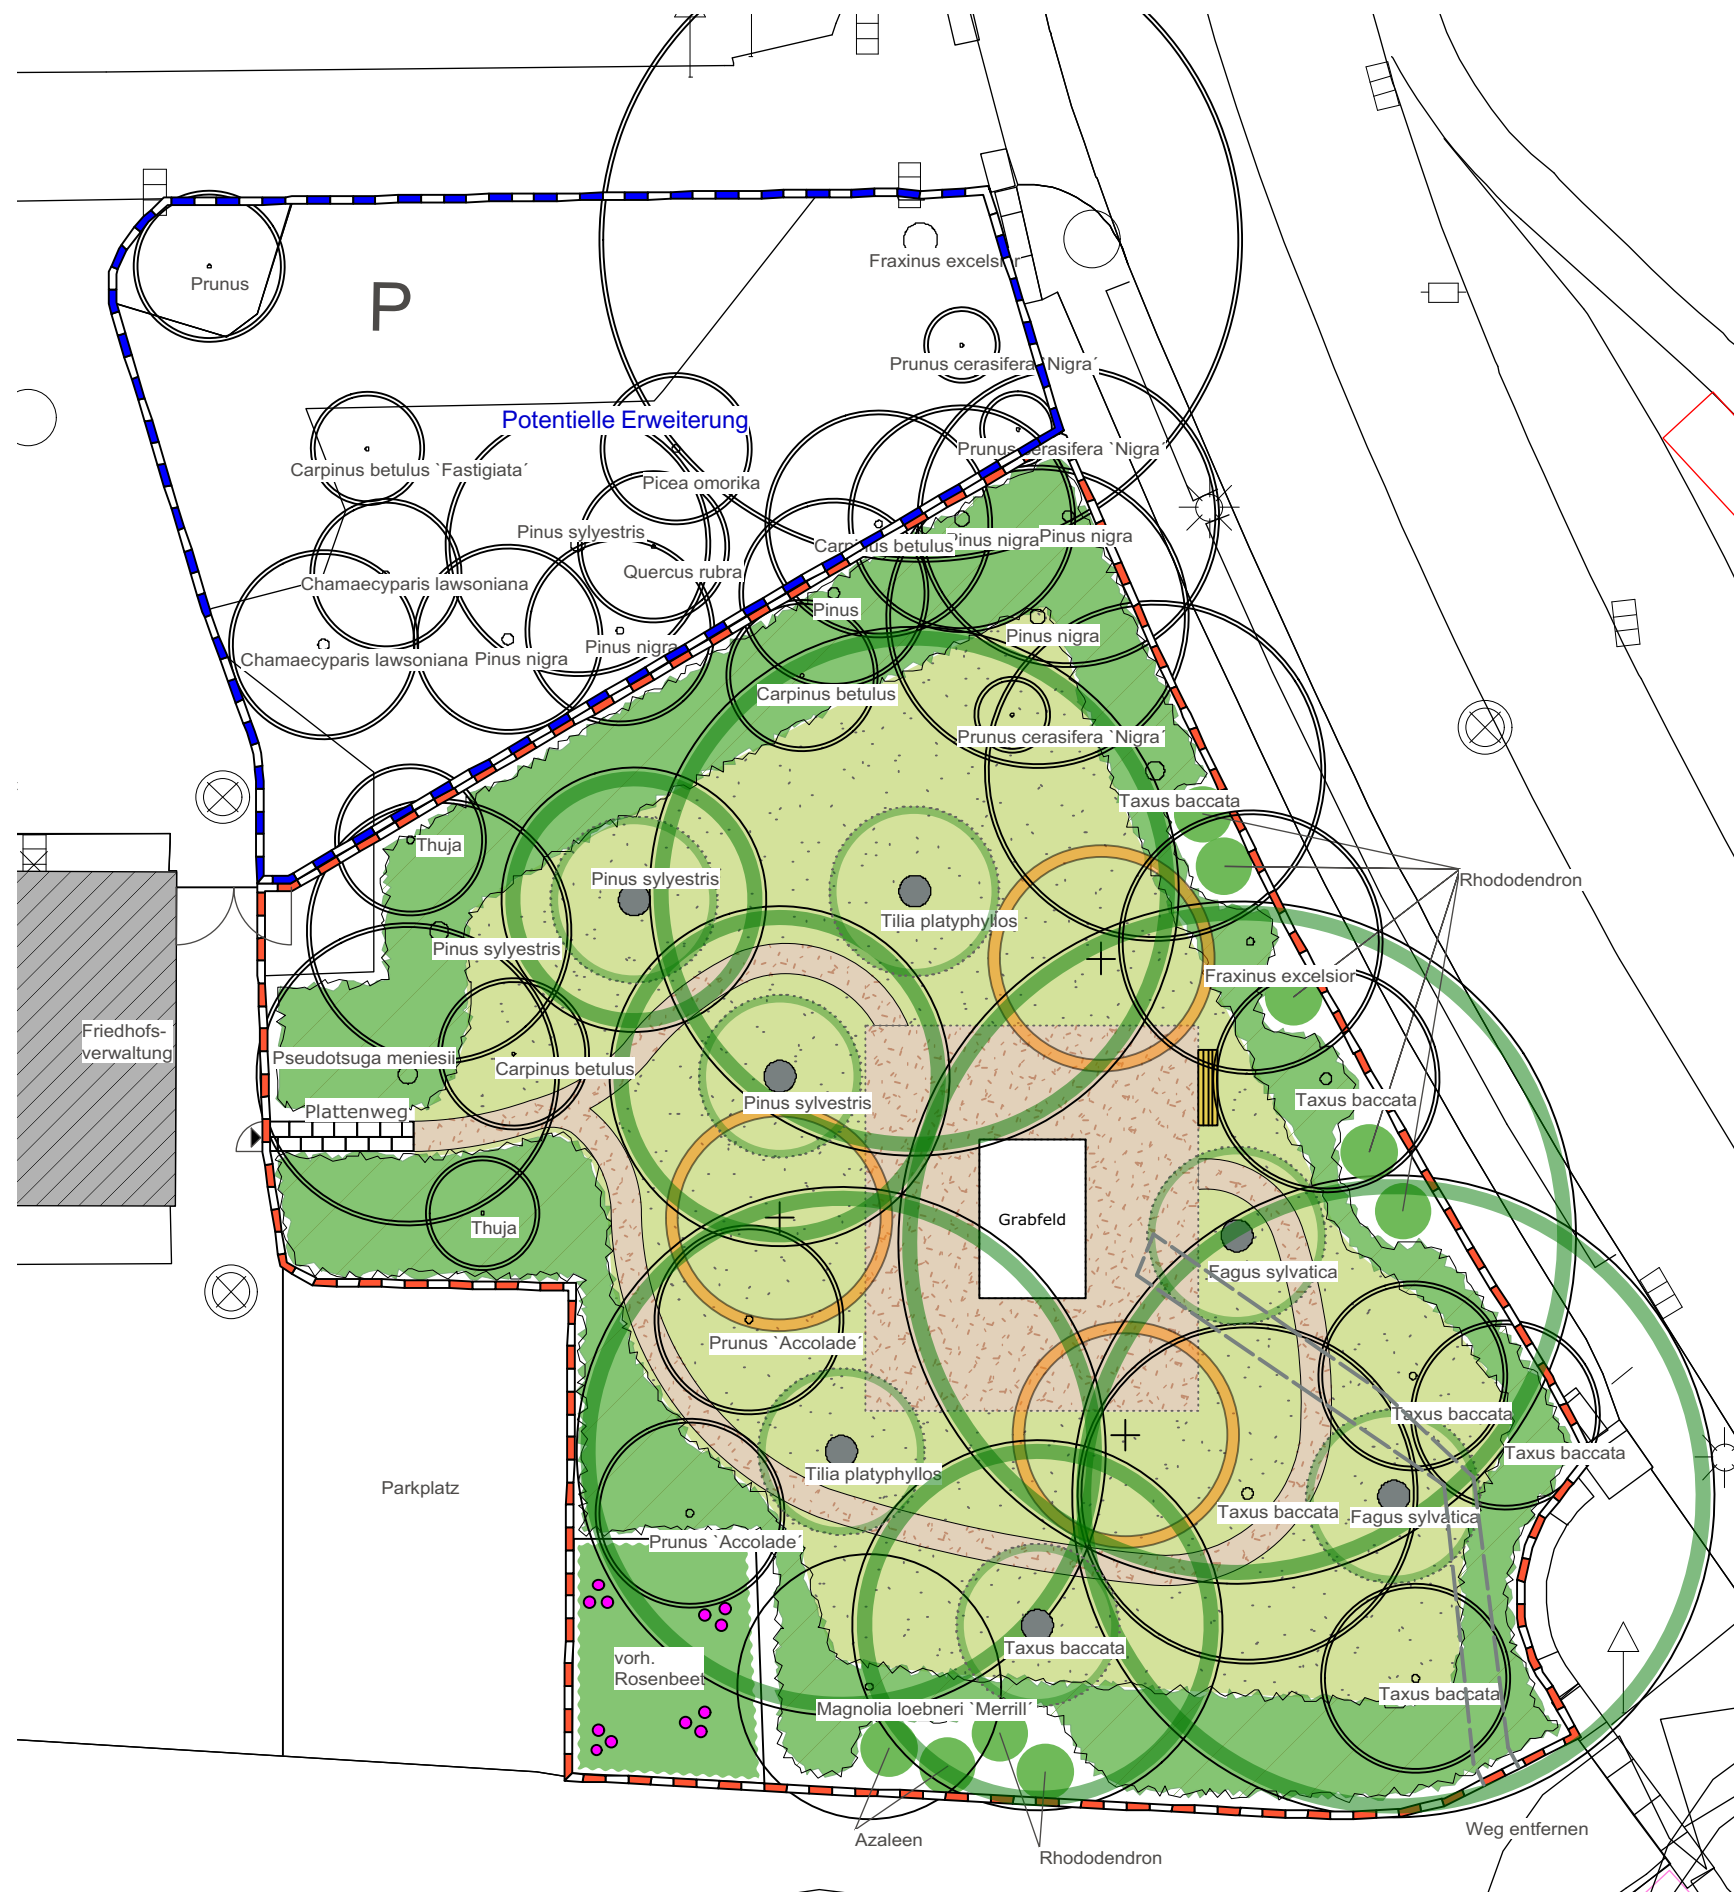 Fraxinus excelsior
Prunus
P
Prunus cerasifera `Nigra´
Potentielle Erweiterung
Prunus cerasifera `Nigra´
Carpinus betulus `Fastigiata´
Picea omorika
Pinus sylyestris
Carpinus betulus
Pinus nigra
Pinus nigra
Quercus rubra
Chamaecyparis lawsoniana
Pinus
Pinus nigra
Pinus nigra
Chamaecyparis lawsoniana
Pinus nigra
Carpinus betulus
Prunus cerasifera `Nigra´
Taxus baccata
Thuja
Pinus sylyestris
Rhododendron
Tilia platyphyllos
Pinus sylyestris
Fraxinus excelsior
Friedhofs-
verwaltung
Pseudotsuga meniesii
Carpinus betulus
Pinus sylvestris
Taxus baccata
Plattenweg
Thuja
Grabfeld
Fagus sylvatica
Prunus `Accolade´
Taxus baccata
Taxus baccata
Tilia platyphyllos
Parkplatz
Taxus baccata
Fagus sylvatica
Prunus `Accolade´
Taxus baccata
vorh.
Rosenbeet
Taxus baccata
Magnolia loebneri `Merrill´
Azaleen
Rhododendron
Weg entfernen